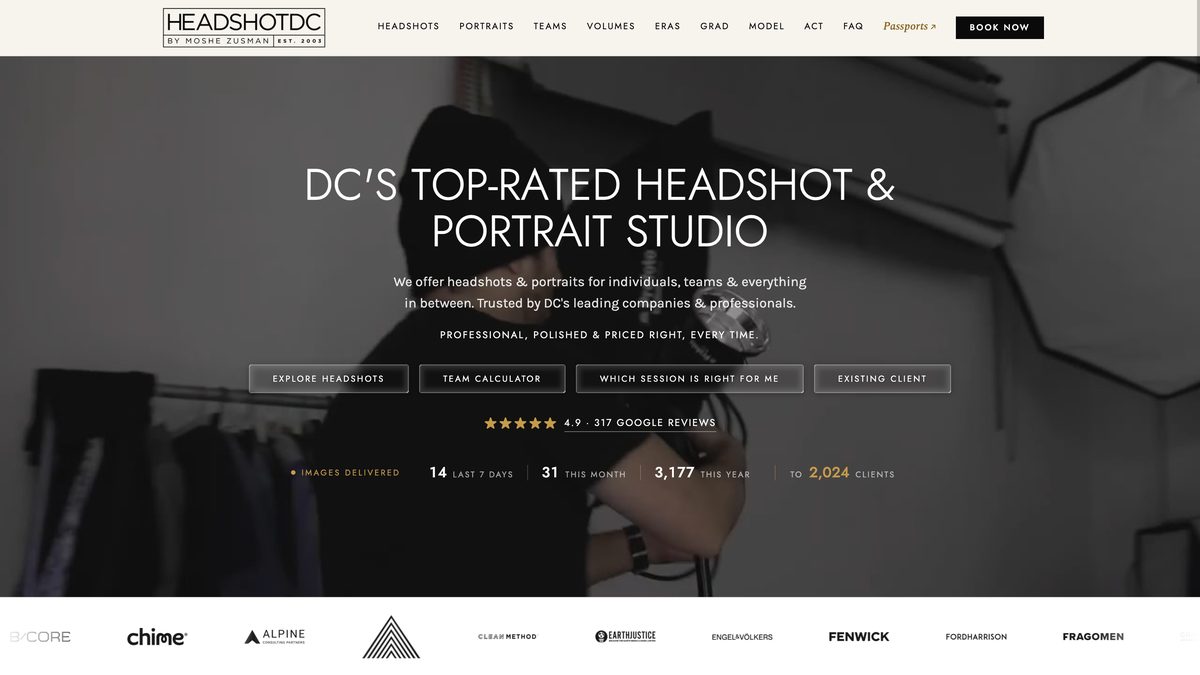 HEADSHOTDC
BY MOSHE ZUSMAN EST. 2003
HEADSHOTS PORTRAITS TEAMS VOLUMES ERAS GRAD MODEL ACT FAQ Passports ↗ BOOK NOW
DC'S TOP-RATED HEADSHOT &
PORTRAIT STUDIO
We offer headshots & portraits for individuals, teams & everything
in between. Trusted by DC's leading companies & professionals.
PROFESSIONAL, POLISHED & PRICED RIGHT, EVERY TIME.
EXPLORE HEADSHOTS TEAM CALCULATOR WHICH SESSION IS RIGHT FOR ME EXISTING CLIENT
4.9 · 317 GOOGLE REVIEWS
IMAGES DELIVERED 14 LAST 7 DAYS 31 THIS MONTH 3,177 THIS YEAR TO 2,024 CLIENTS
B/CORE chime ALPINE CLEAN METHOD EARTHJUSTICE ENGEL&VÖLKERS FENWICK FORDHARRISON FRAGOMEN
CONSULTING PARTNERS